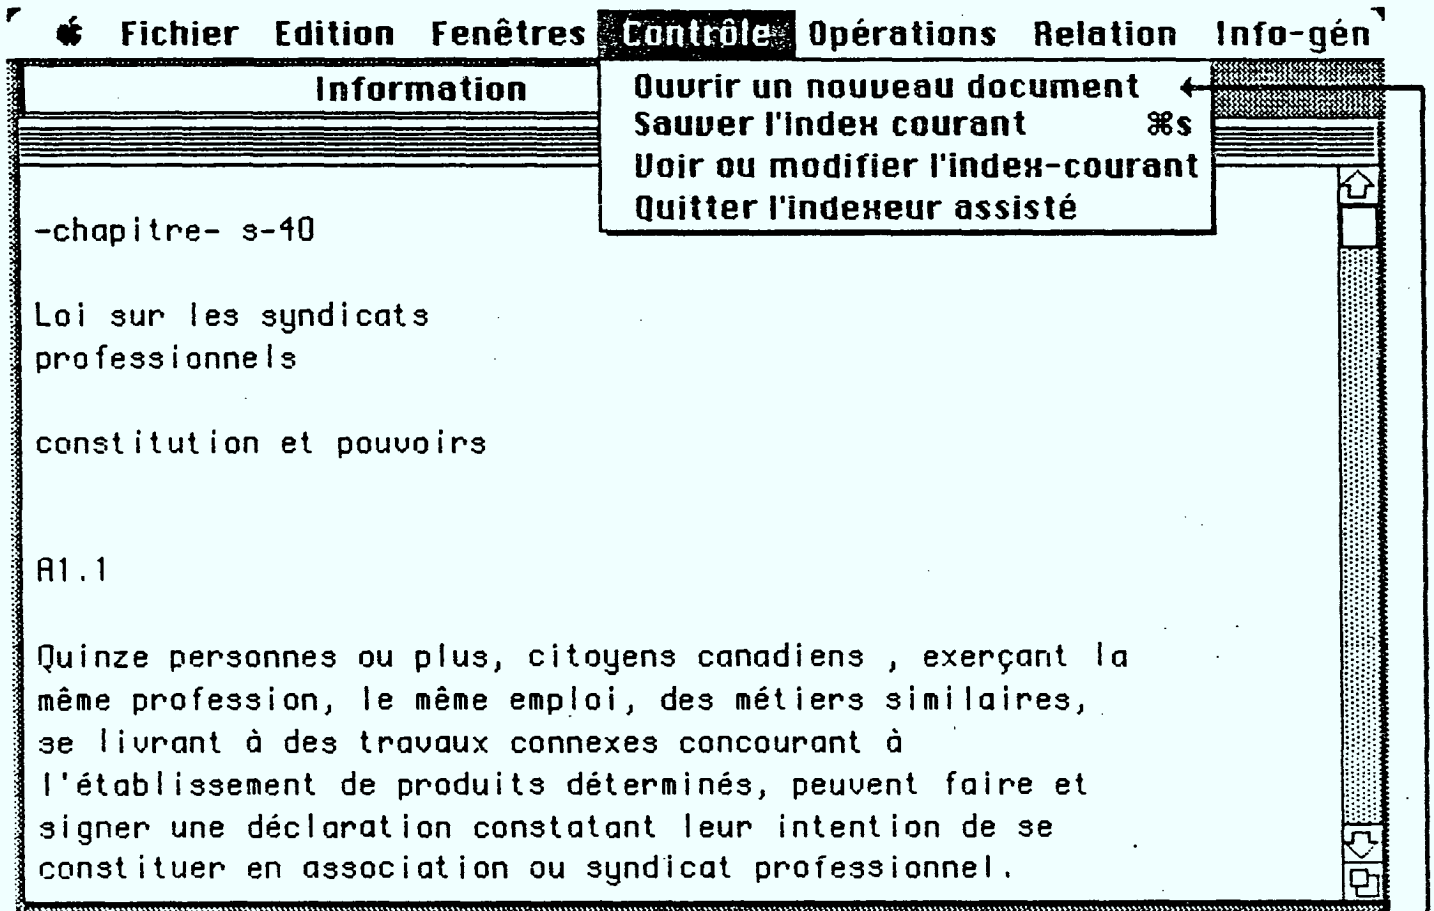 Fichier Edition Fenêtres Contrôle Opérations Relation Info-gén
Information
Ouvrir un nouveau document
Sauver l'index courant ⌘s
Voir ou modifier l'index-courant
Quitter l'indexeur assisté
-chapitre- s-40
Loi sur les syndicats
professionnels
constitution et pouvoirs
A1.1
Quinze personnes ou plus, citoyens canadiens , exerçant la
même profession, le même emploi, des métiers similaires,
se livrant à des travaux connexes concourant à
l'établissement de produits déterminés, peuvent faire et
signer une déclaration constatant leur intention de se
constituer en association ou syndicat professionnel.